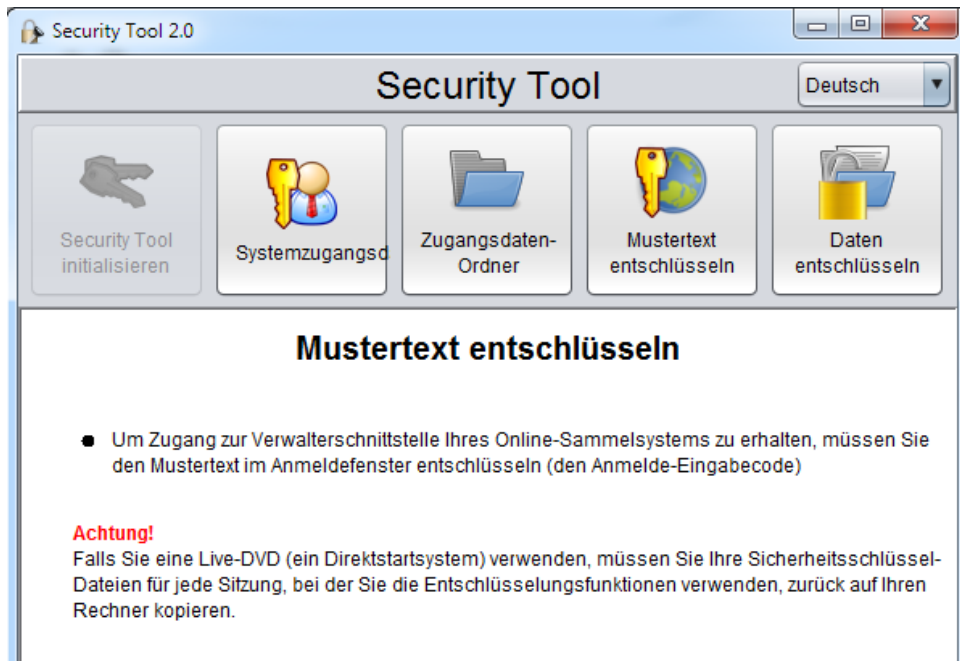 Security Tool 2.0
Security Tool
Deutsch
Security Tool
initialisieren
Systemzugangsd
Zugangsdaten-
Ordner
Mustertext
entschlüsseln
Daten
entschlüsseln
Mustertext entschlüsseln
Um Zugang zur Verwalterschnittstelle Ihres Online-Sammelsystems zu erhalten, müssen Sie
den Mustertext im Anmeldefenster entschlüsseln (den Anmelde-Eingabecode)
Achtung!
Falls Sie eine Live-DVD (ein Direktstartsystem) verwenden, müssen Sie Ihre Sicherheitsschlüssel-
Dateien für jede Sitzung, bei der Sie die Entschlüsselungsfunktionen verwenden, zurück auf Ihren
Rechner kopieren.